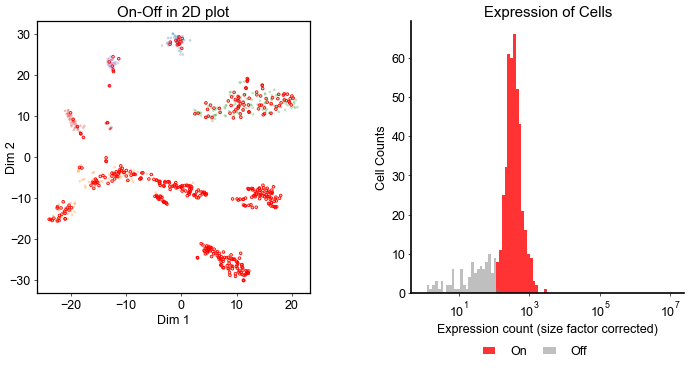 On-Off in 2D plot
30
20
10
0
−10
−20
−30
Dim 2
−20 −10 0 10 20
Dim 1
Expression of Cells
60
50
40
30
20
10
0
Cell Counts
10^1 10^3 10^5 10^7
Expression count (size factor corrected)
On Off